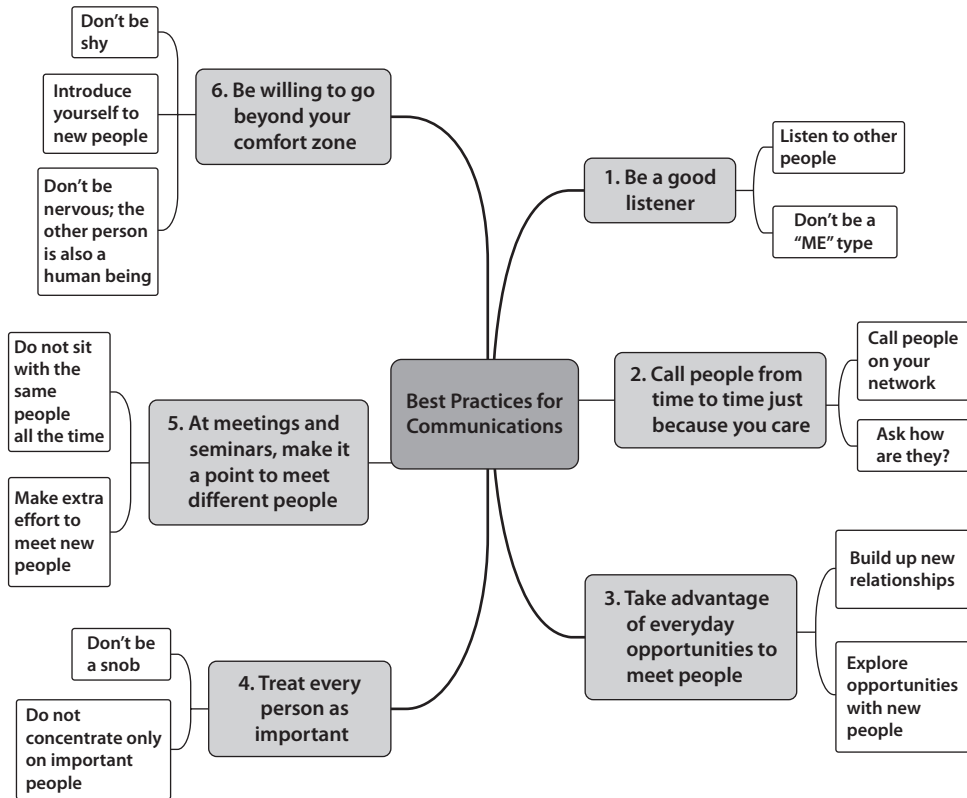 Best Practices for
Communications
1. Be a good
listener
Listen to other
people
Don’t be a
“ME” type
2. Call people from
time to time just
because you care
Call people
on your
network
Ask how
are they?
3. Take advantage
of everyday
opportunities to
meet people
Build up new
relationships
Explore
opportunities
with new
people
4. Treat every
person as
important
Don’t be
a snob
Do not
concentrate only
on important
people
5. At meetings and
seminars, make it
a point to meet
different people
Do not sit
with the
same
people
all the time
Make extra
effort to
meet new
people
6. Be willing to go
beyond your
comfort zone
Don’t be
shy
Introduce
yourself to
new people
Don’t be
nervous; the
other person
is also a
human being